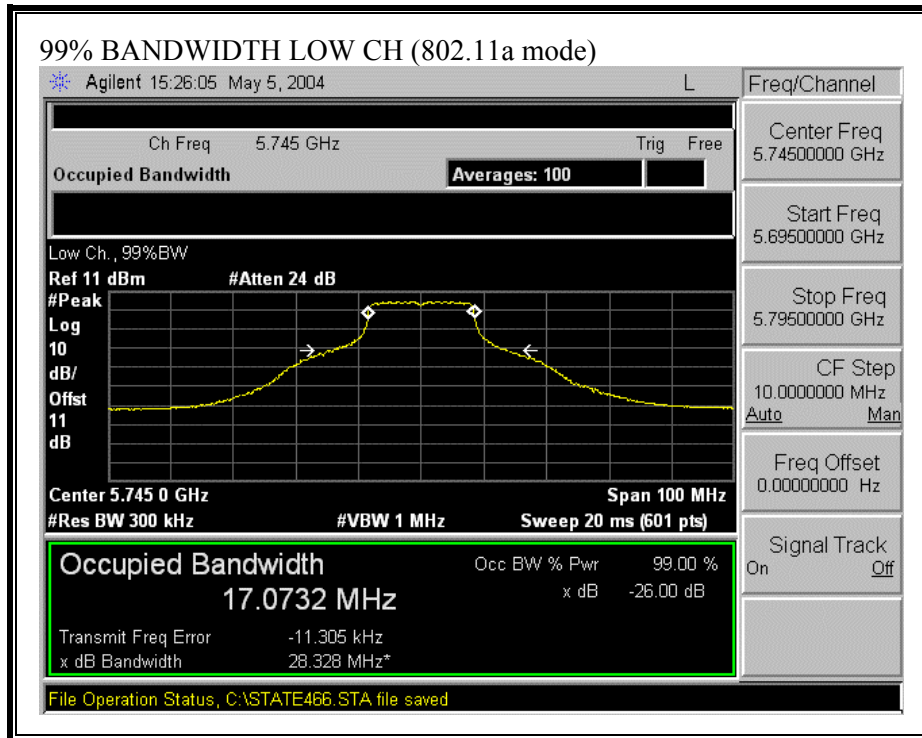 99% BANDWIDTH LOW CH (802.11a mode)
Agilent 15:26:05 May 5, 2004 L
Freq/Channel
Ch Freq 5.745 GHz Trig Free
Occupied Bandwidth Averages: 100
Low Ch., 99%BW
Ref 11 dBm #Atten 24 dB
#Peak
Log
10
dB/
Offst
11
dB
Center 5.745 0 GHz Span 100 MHz
#Res BW 300 kHz #VBW 1 MHz Sweep 20 ms (601 pts)
Occupied Bandwidth Occ BW % Pwr 99.00 %
17.0732 MHz x dB -26.00 dB
Transmit Freq Error -11.305 kHz
x dB Bandwidth 28.328 MHz*
File Operation Status, C:\STATE466.STA file saved
Center Freq
5.74500000 GHz
Start Freq
5.69500000 GHz
Stop Freq
5.79500000 GHz
CF Step
10.0000000 MHz
Auto Man
Freq Offset
0.00000000 Hz
Signal Track
On Off